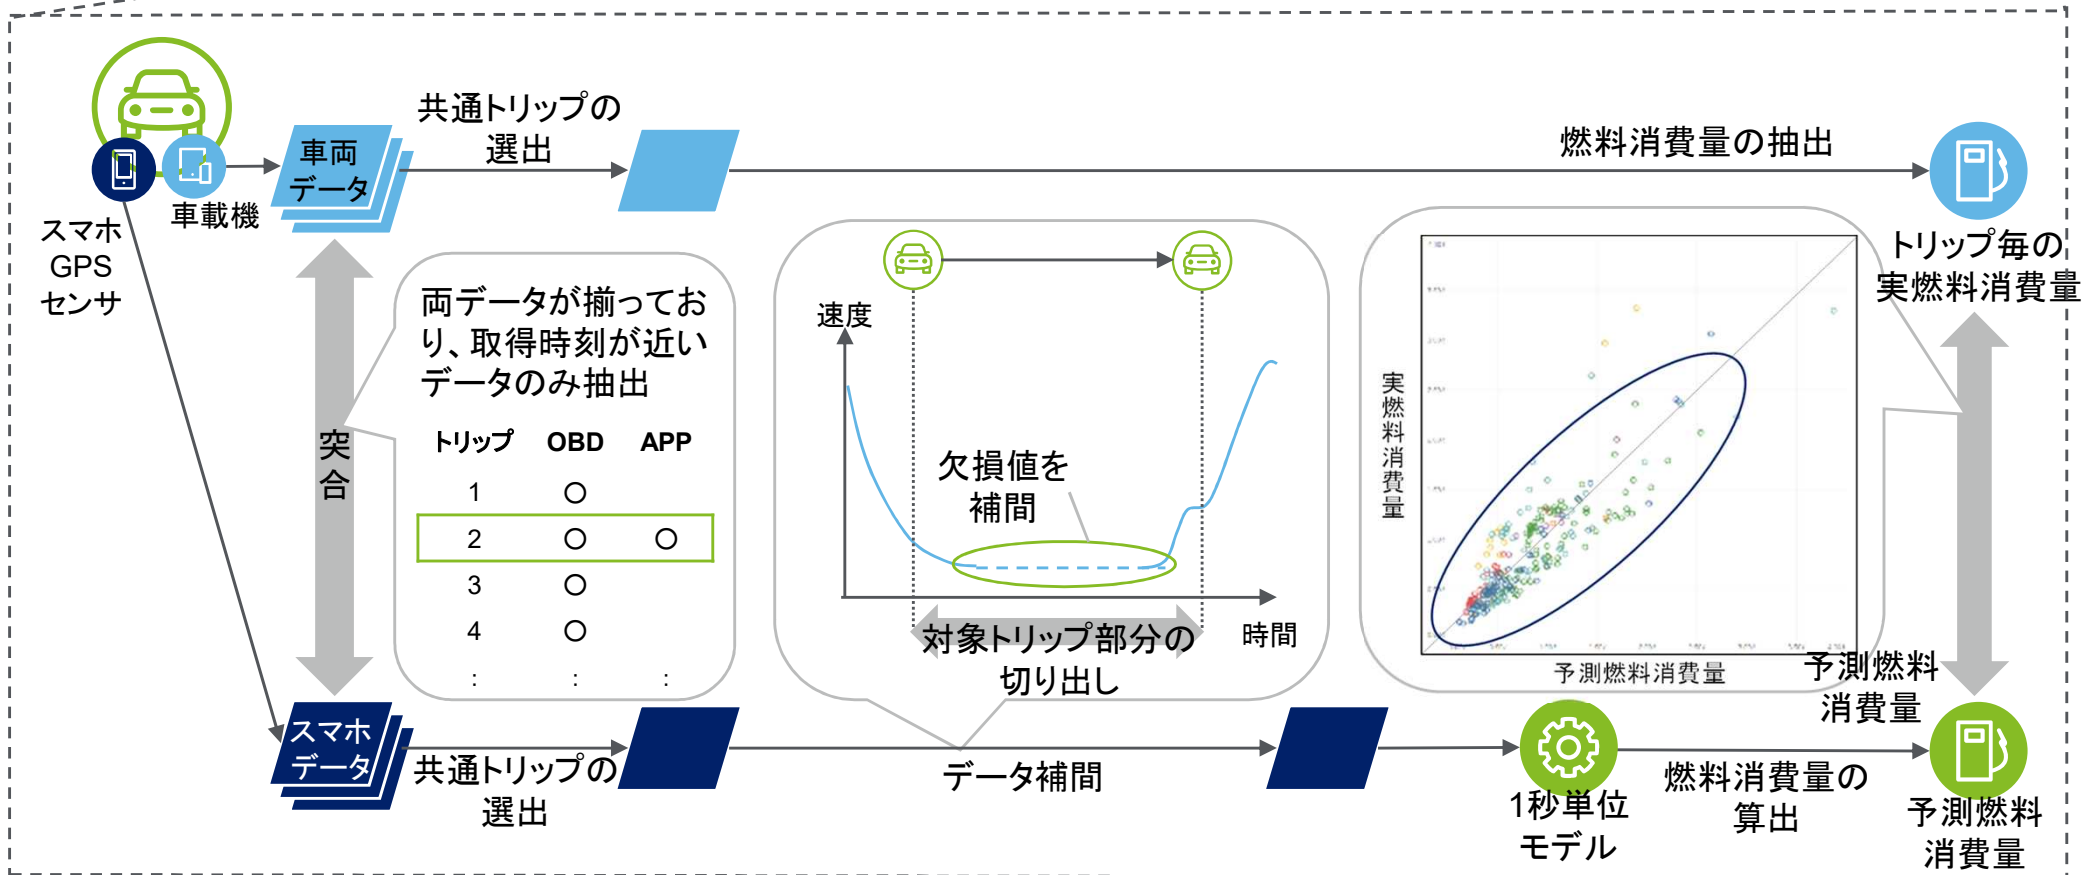 共通トリップの
選出
燃料消費量の抽出
車両
データ
車載機
スマホ
GPS
センサ
トリップ毎の
実燃料消費量
両データが揃ってお
り、取得時刻が近い
データのみ抽出
トリップ OBD APP
1 〇
2 〇 〇
3 〇
4 〇
: : :
突
合
速度
欠損値を
補間
時間
対象トリップ部分の
切り出し
実燃料消費量
予測燃料消費量
予測燃料
消費量
スマホ
データ
共通トリップの
選出
データ補間
1秒単位
モデル
燃料消費量の
算出
予測燃料
消費量